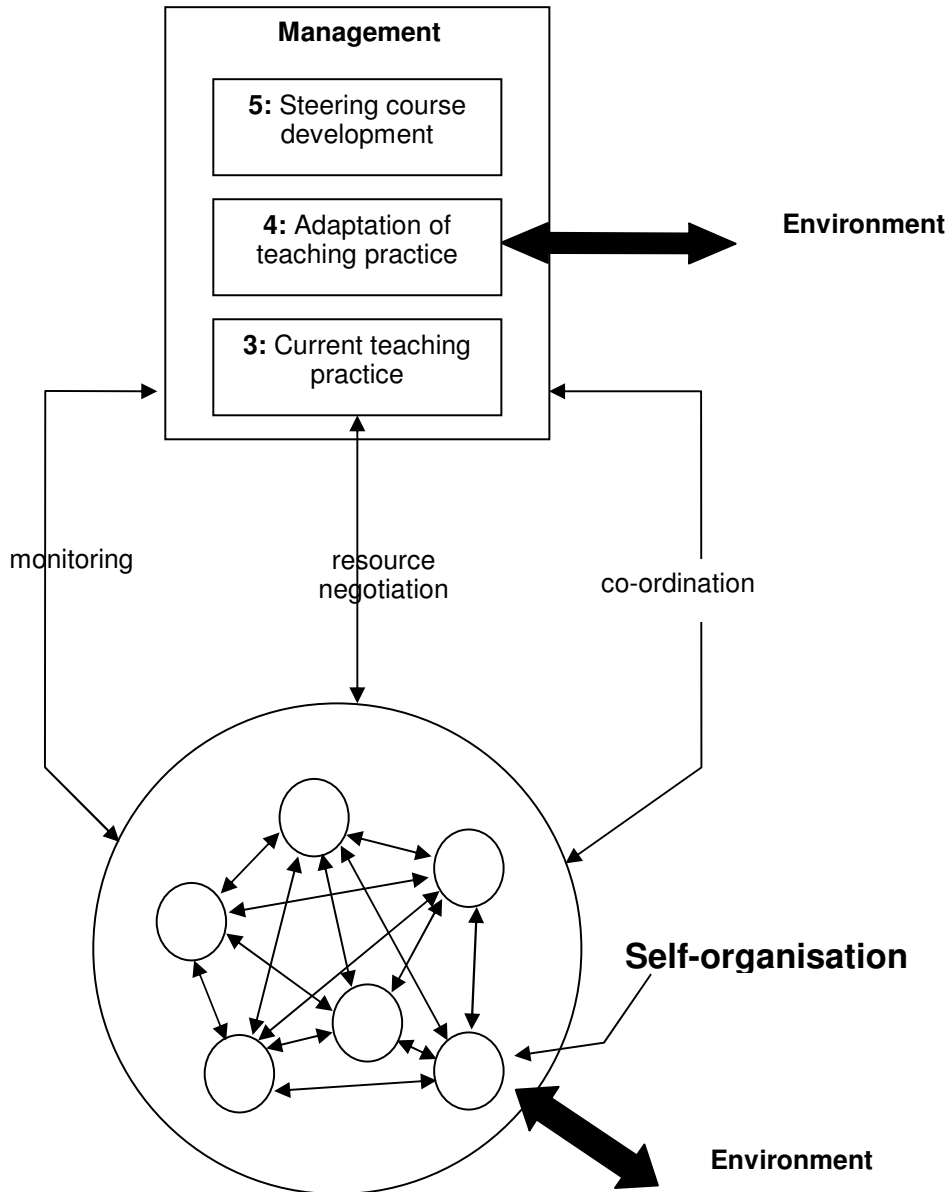 Management
5: Steering course
development
4: Adaptation of
teaching practice
Environment
3: Current teaching
practice
monitoring
resource
negotiation
co-ordination
Self-organisation
Environment